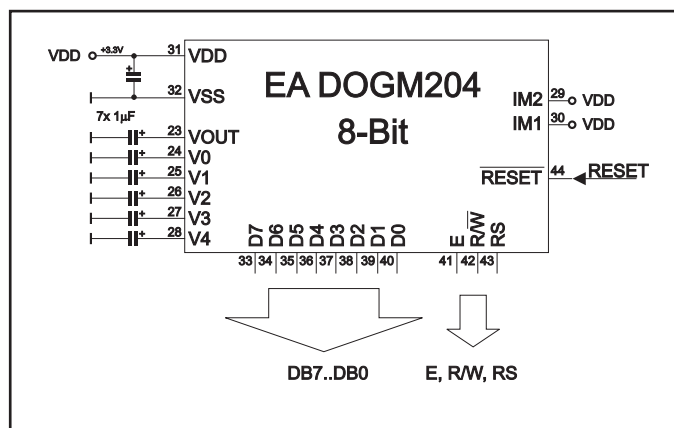 VDD +3.3V 31 VDD
EA DOGM204
8-Bit
32 VSS
7x 1µF
23 VOUT
24 V0
25 V1
26 V2
27 V3
28 V4
IM2 29 VDD
IM1 30 VDD
RESET 44 RESET
D7 D6 D5 D4 D3 D2 D1 D0
33 34 35 36 37 38 39 40
E R/W RS
41 42 43
DB7..DB0
E, R/W, RS